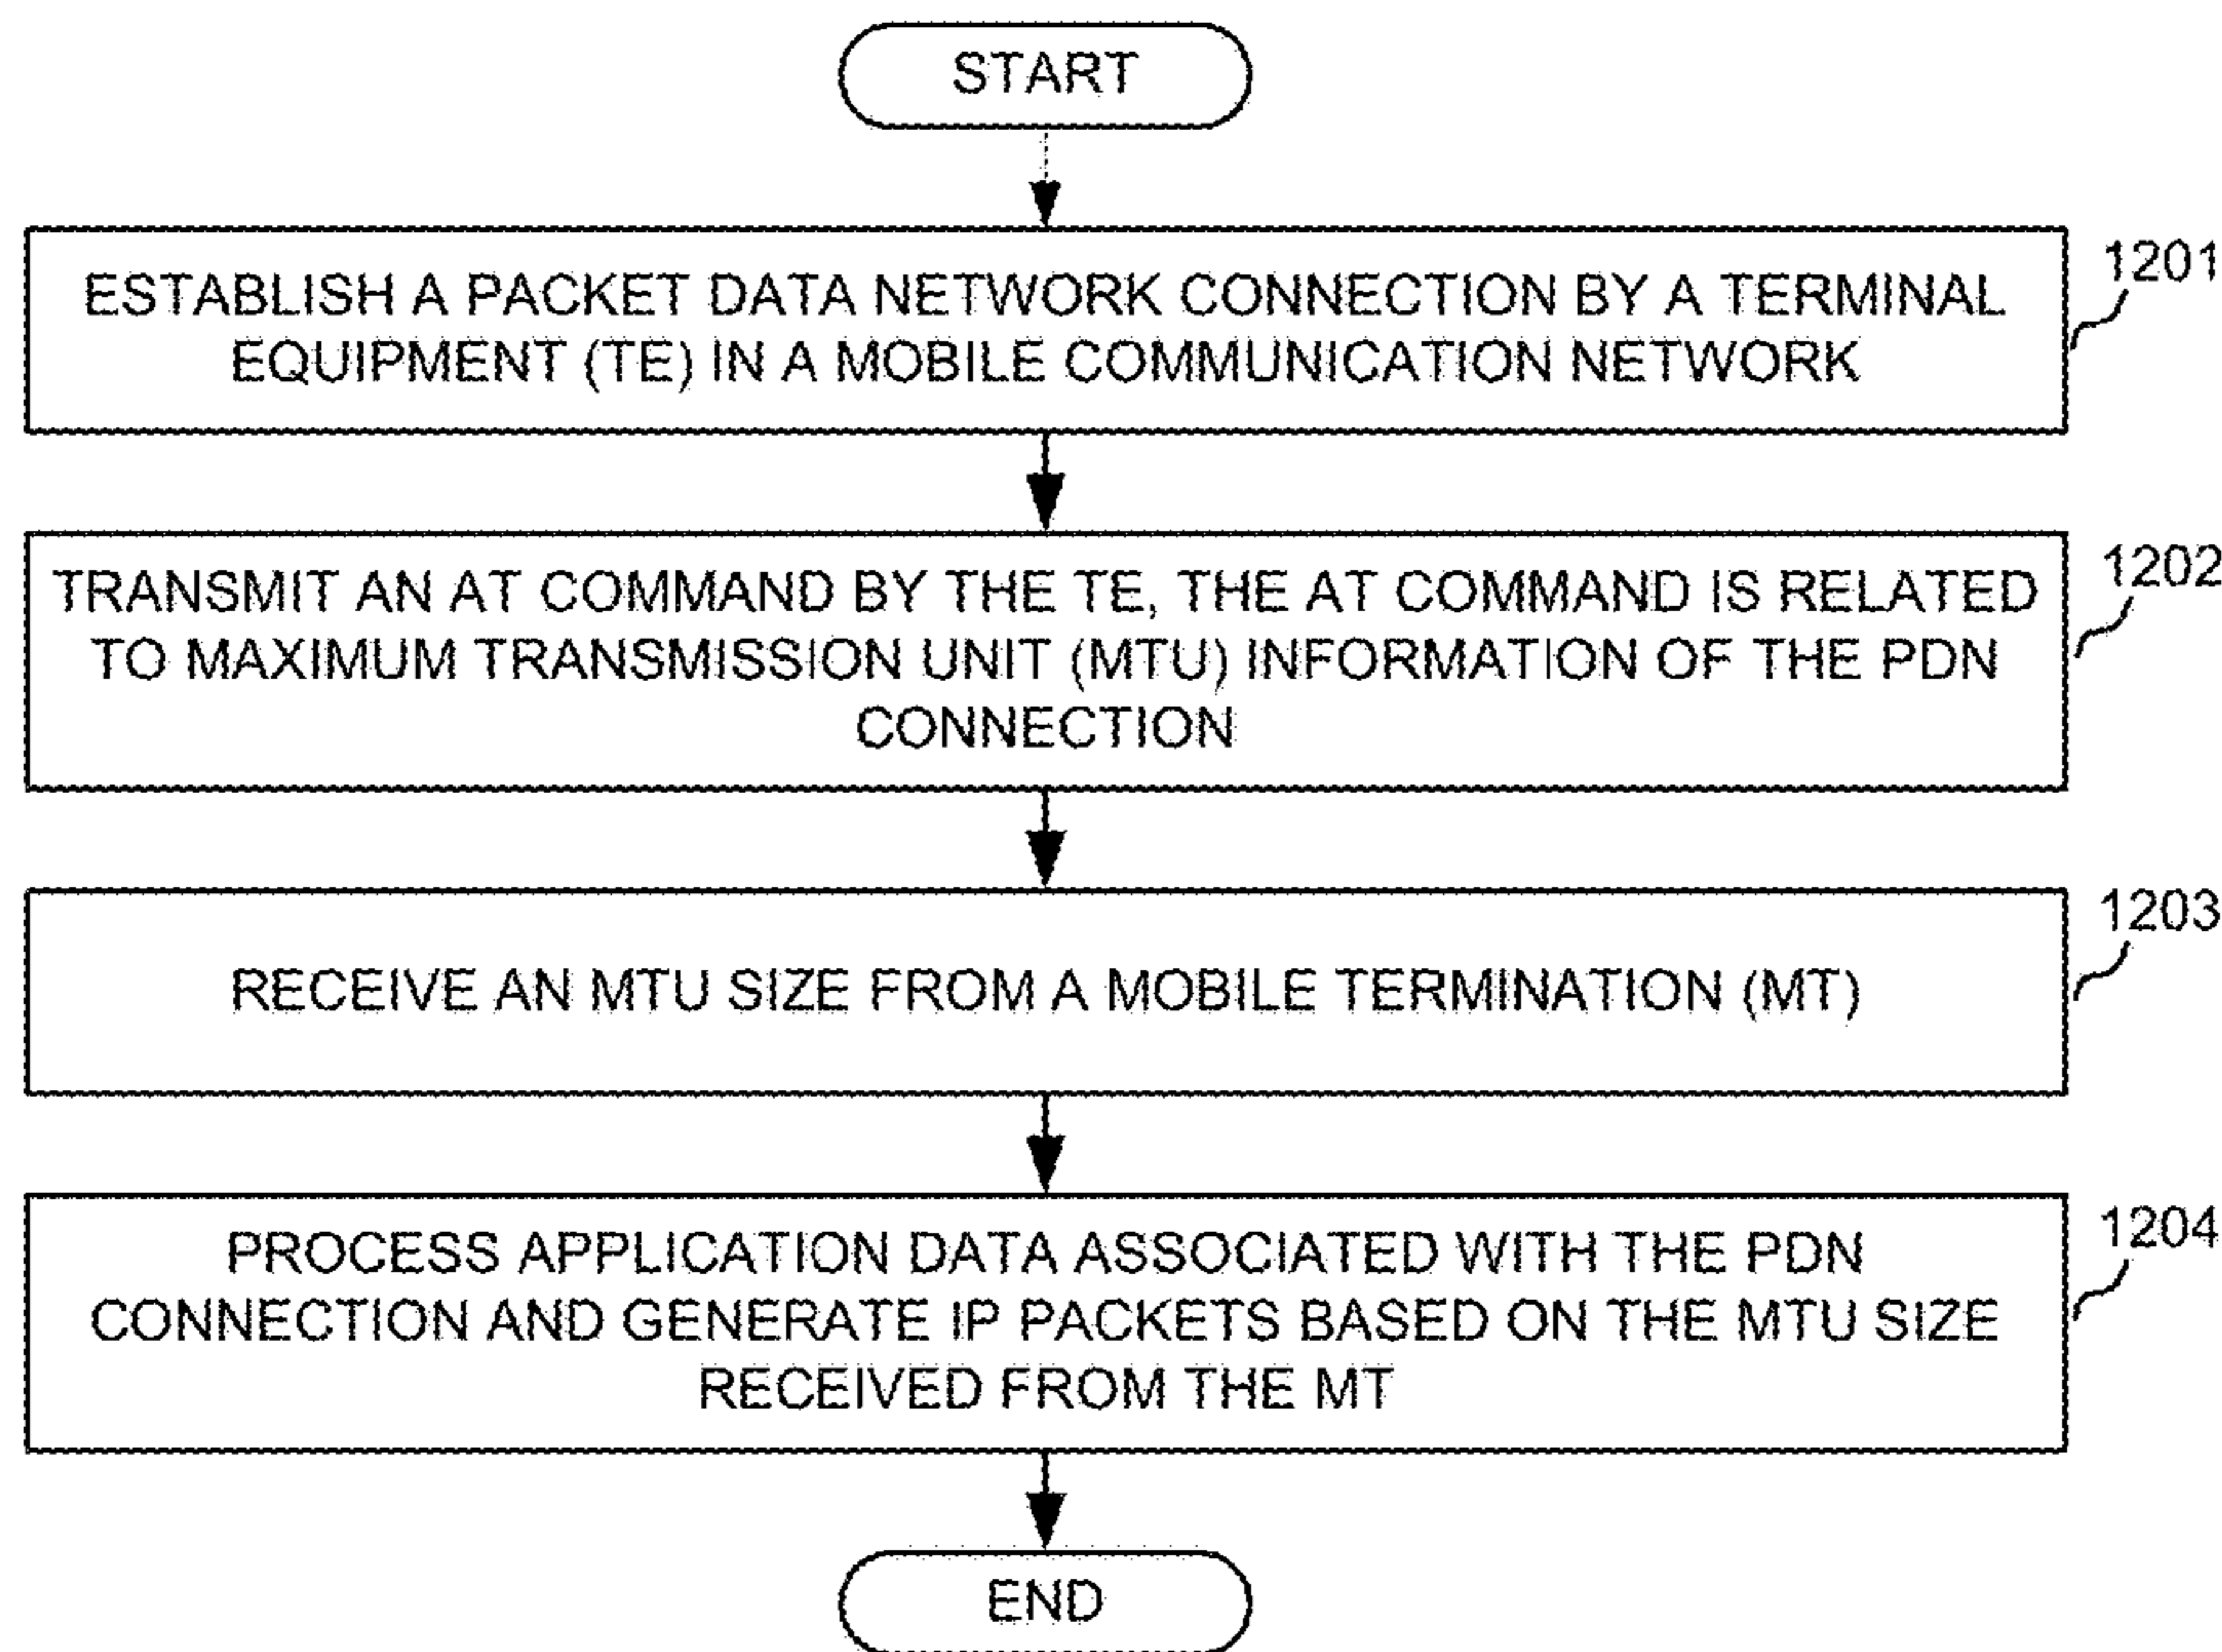 START
1201
ESTABLISH A PACKET DATA NETWORK CONNECTION BY A TERMINAL
EQUIPMENT (TE) IN A MOBILE COMMUNICATION NETWORK
1202
TRANSMIT AN AT COMMAND BY THE TE, THE AT COMMAND IS RELATED
TO MAXIMUM TRANSMISSION UNIT (MTU) INFORMATION OF THE PDN
CONNECTION
1203
RECEIVE AN MTU SIZE FROM A MOBILE TERMINATION (MT)
1204
PROCESS APPLICATION DATA ASSOCIATED WITH THE PDN
CONNECTION AND GENERATE IP PACKETS BASED ON THE MTU SIZE
RECEIVED FROM THE MT
END